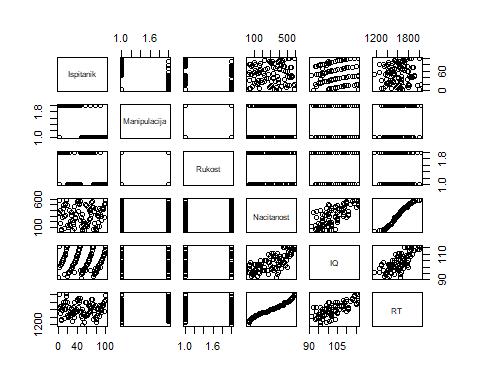 1.0 1.6 100 500 1200 1800
Ispitanik 0 60
1.0 1.8 Manipulacija
Rukost 1.0 1.8
100 600 Nacitanost
IQ 90 110
1200 RT
0 40 100 1.0 1.6 90 105